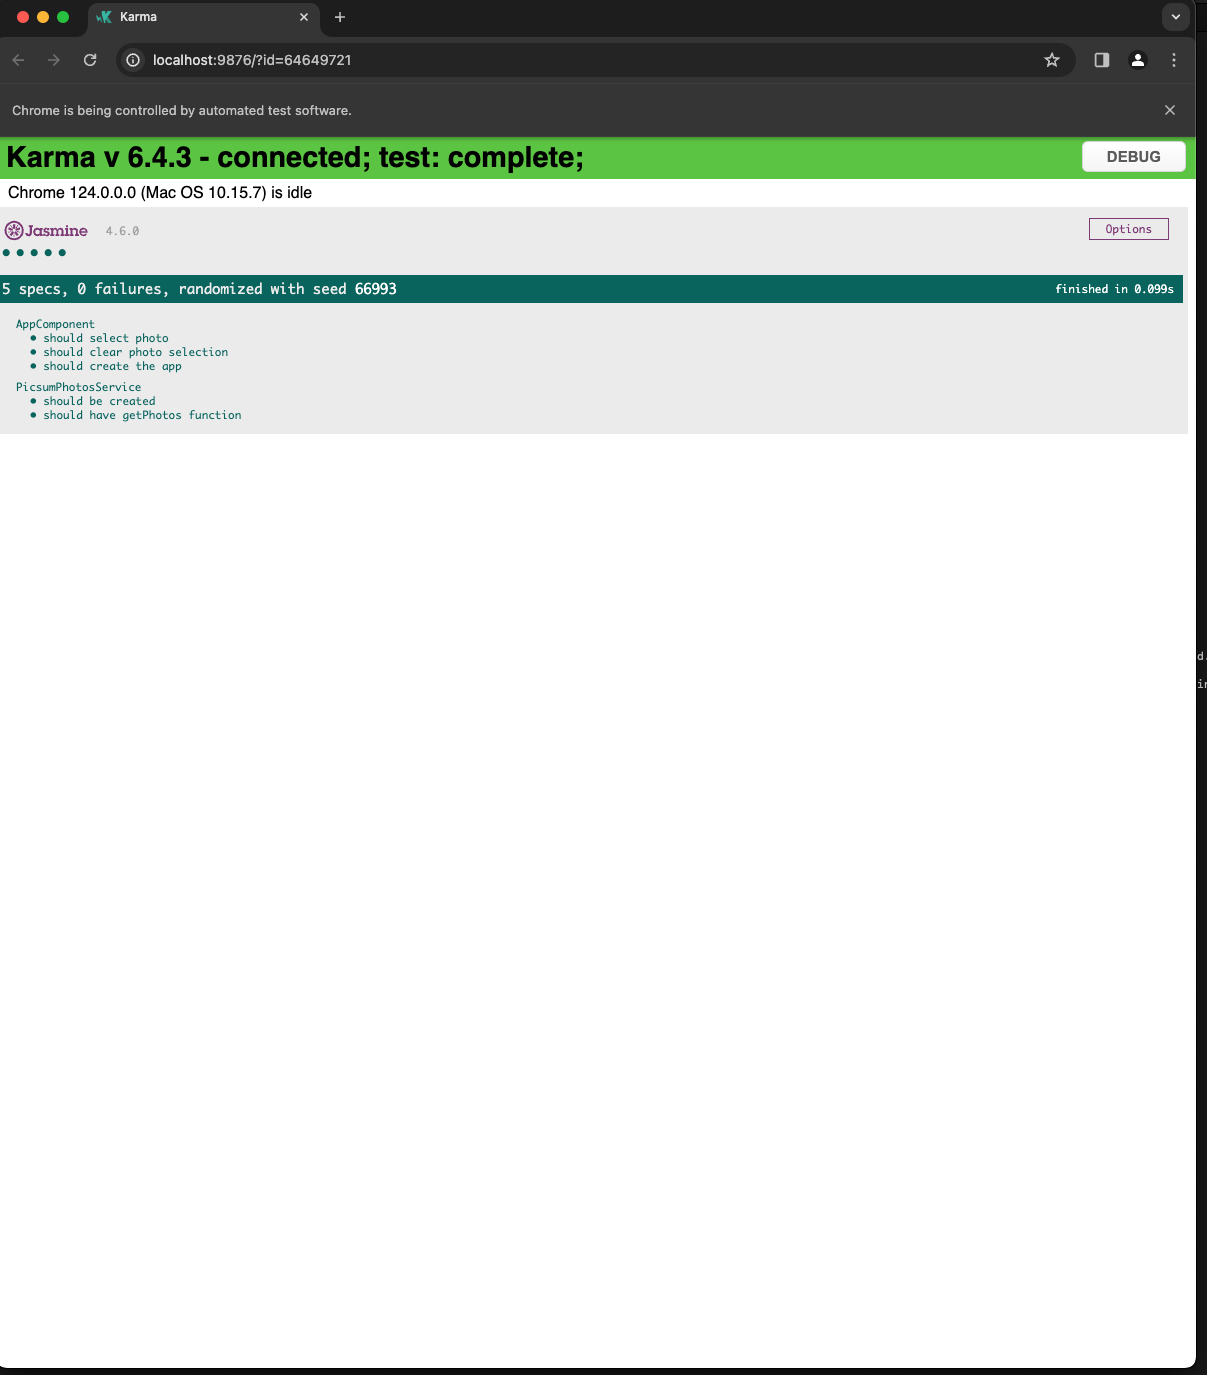 Karma
localhost:9876/?id=64649721
Chrome is being controlled by automated test software.
Karma v 6.4.3 - connected; test: complete;
DEBUG
Chrome 124.0.0.0 (Mac OS 10.15.7) is idle
Jasmine 4.6.0
Options
5 specs, 0 failures, randomized with seed 66993
finished in 0.099s
AppComponent
• should select photo
• should clear photo selection
• should create the app
PicsumPhotosService
• should be created
• should have getPhotos function
d.
in